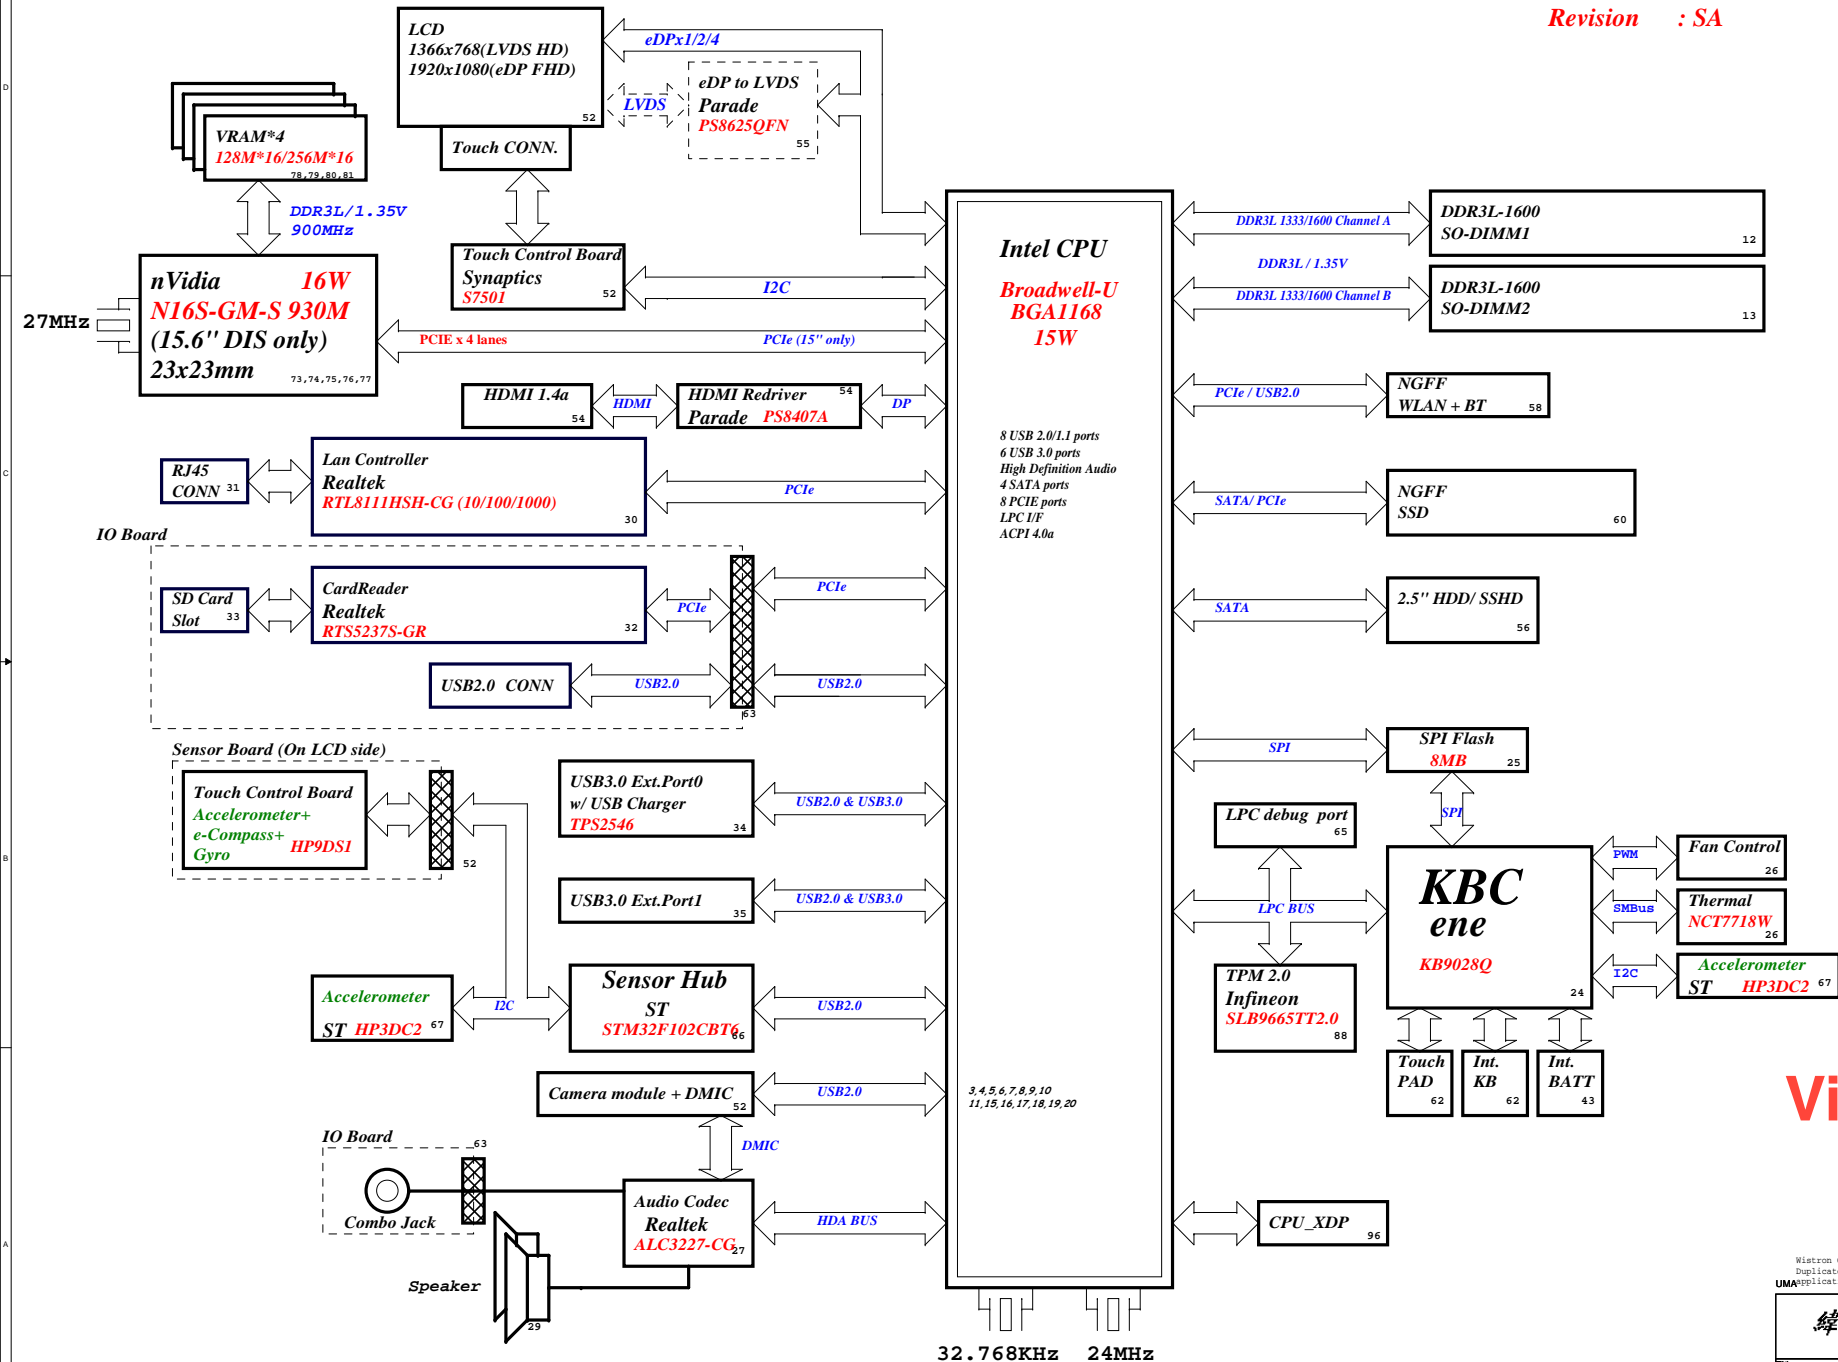 Revision : SA
LCD
1366x768(LVDS HD)
1920x1080(eDP FHD)
52
eDPx1/2/4
LVDS
eDP to LVDS
Parade
PS8625QFN
55
Touch CONN.
VRAM*4
128M*16/256M*16
78,79,80,81
DDR3L/1.35V
900MHz
D
nVidia 16W
N16S-GM-S 930M
(15.6" DIS only)
23x23mm
73,74,75,76,77
27MHz
Touch Control Board
Synaptics
S7501
52
I2C
PCIE x 4 lanes
PCIe (15" only)
HDMI 1.4a
54
HDMI
HDMI Redriver
54
Parade PS8407A
DP
Intel CPU
Broadwell-U
BGA1168
15W
8 USB 2.0/1.1 ports
6 USB 3.0 ports
High Definition Audio
4 SATA ports
8 PCIE ports
LPC I/F
ACPI 4.0a
3,4,5,6,7,8,9,10
11,15,16,17,18,19,20
DDR3L 1333/1600 Channel A
DDR3L-1600
SO-DIMM1
12
DDR3L / 1.35V
DDR3L 1333/1600 Channel B
DDR3L-1600
SO-DIMM2
13
PCIe / USB2.0
NGFF
WLAN + BT
58
SATA/ PCIe
NGFF
SSD
60
SATA
2.5" HDD/ SSHD
56
C
RJ45
CONN
31
Lan Controller
Realtek
RTL8111HSH-CG (10/100/1000)
30
PCIe
IO Board
SD Card
Slot
33
CardReader
Realtek
RTS5237S-GR
32
PCIe
PCIe
USB2.0 CONN
USB2.0
USB2.0
63
Sensor Board (On LCD side)
Touch Control Board
Accelerometer+
e-Compass+
Gyro
HP9DS1
52
USB3.0 Ext.Port0
w/ USB Charger
TPS2546
34
USB2.0 & USB3.0
USB3.0 Ext.Port1
35
USB2.0 & USB3.0
B
Accelerometer
ST HP3DC2
67
I2C
Sensor Hub
ST
STM32F102CBT6
66
USB2.0
Camera module + DMIC
52
USB2.0
DMIC
IO Board
63
Combo Jack
Audio Codec
Realtek
ALC3227-CG
27
HDA BUS
Speaker
29
A
SPI
SPI Flash
8MB
25
SPI
LPC debug port
65
LPC BUS
TPM 2.0
Infineon
SLB9665TT2.0
88
KBC
ene
KB9028Q
24
PWM
Fan Control
26
SMBus
Thermal
NCT7718W
26
I2C
Accelerometer
ST HP3DC2
67
Touch
PAD
62
Int.
KB
62
Int.
BATT
43
CPU_XDP
96
32.768KHz
24MHz
Vi
Wistron
Duplicat
UMA
applicat
緯